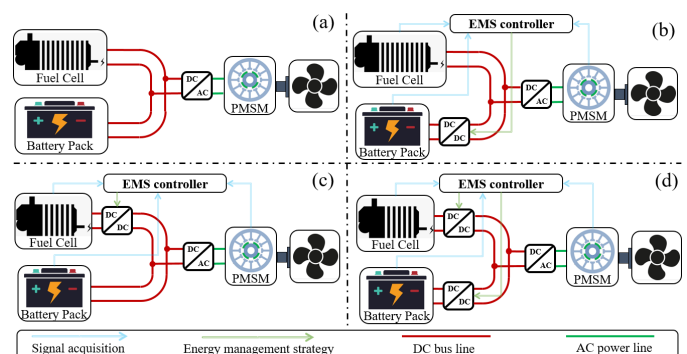 (a)
Fuel Cell
DC
AC
PMSM
Battery Pack
EMS controller
(b)
Fuel Cell
DC
AC
PMSM
DC
DC
Battery Pack
EMS controller
(c)
DC
DC
Fuel Cell
DC
AC
PMSM
Battery Pack
EMS controller
(d)
DC
DC
Fuel Cell
DC
AC
PMSM
DC
DC
Battery Pack
Signal acquisition
Energy management strategy
DC bus line
AC power line